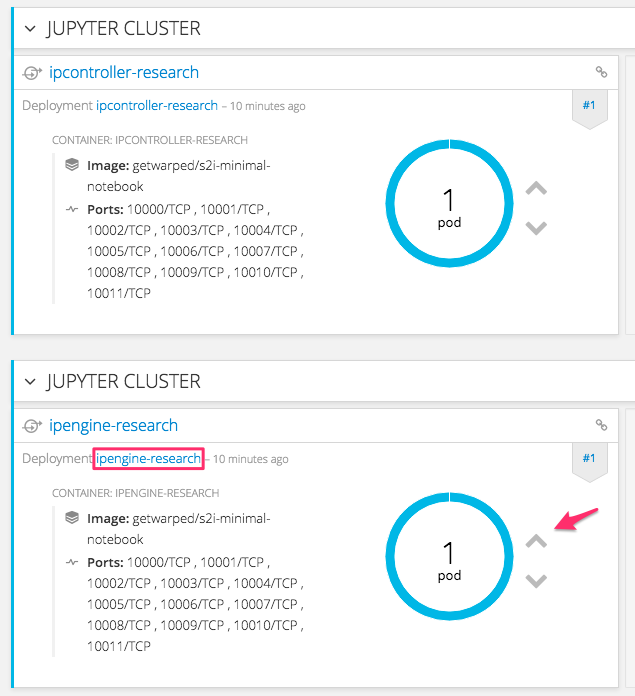 JUPYTER CLUSTER
ipcontroller-research
Deployment ipcontroller-research – 10 minutes ago
#1
CONTAINER: IPCONTROLLER-RESEARCH
Image: getwarped/s2i-minimal-
notebook
Ports: 10000/TCP , 10001/TCP ,
10002/TCP , 10003/TCP , 10004/TCP ,
10005/TCP , 10006/TCP , 10007/TCP ,
10008/TCP , 10009/TCP , 10010/TCP ,
10011/TCP
1
pod
JUPYTER CLUSTER
ipengine-research
Deployment ipengine-research – 10 minutes ago
#1
CONTAINER: IPENGINE-RESEARCH
Image: getwarped/s2i-minimal-
notebook
Ports: 10000/TCP , 10001/TCP ,
10002/TCP , 10003/TCP , 10004/TCP ,
10005/TCP , 10006/TCP , 10007/TCP ,
10008/TCP , 10009/TCP , 10010/TCP ,
10011/TCP
1
pod